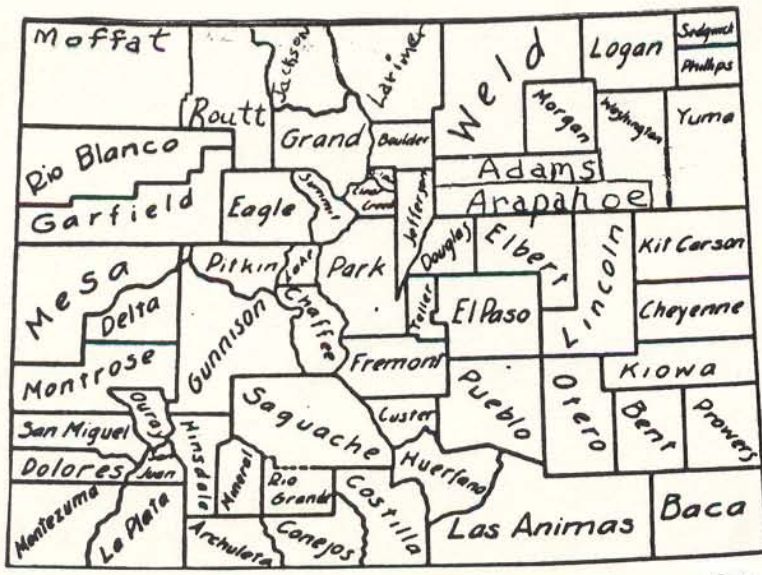 Moffat
Routt
Jackson
Larimer
Weld
Logan
Sedgwick
Phillips
Rio Blanco
Grand
Boulder
Morgan
Washington
Yuma
Garfield
Eagle
Summit
Clear
Creek
Jefferson
Adams
Arapahoe
Mesa
Pitkin
Lake
Park
Douglas
Elbert
Lincoln
Kit Carson
Delta
Gunnison
Chaffee
Teller
El Paso
Cheyenne
Montrose
Fremont
Kiowa
Ouray
Saguache
Custer
Pueblo
Otero
Bent
Prowers
San Miguel
Hinsdale
Dolores
San
Juan
Mineral
Rio
Grande
Costilla
Huerfano
Montezuma
La Plata
Archuleta
Conejos
Las Animas
Baca